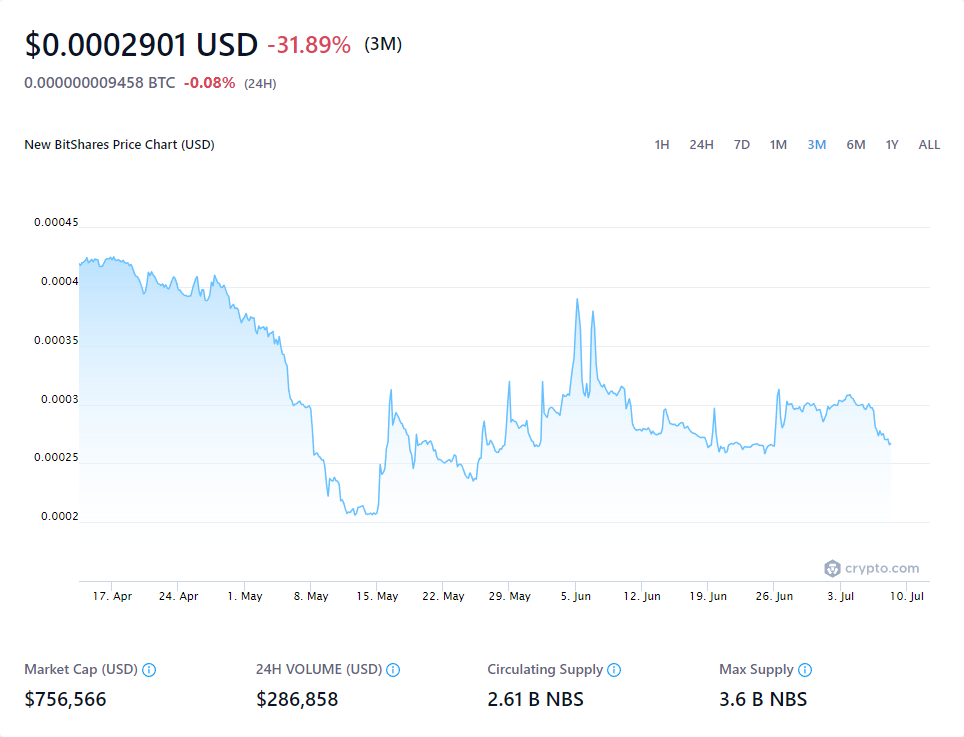 $0.0002901 USD -31.89% (3M)
0.000000009458 BTC -0.08% (24H)
New BitShares Price Chart (USD) 1H 24H 7D 1M 3M 6M 1Y ALL
0.00045
0.0004
0.00035
0.0003
0.00025
0.0002
crypto.com
17. Apr 24. Apr 1. May 8. May 15. May 22. May 29. May 5. Jun 12. Jun 19. Jun 26. Jun 3. Jul 10. Jul
Market Cap (USD) 24H VOLUME (USD) Circulating Supply Max Supply
$756,566 $286,858 2.61 B NBS 3.6 B NBS